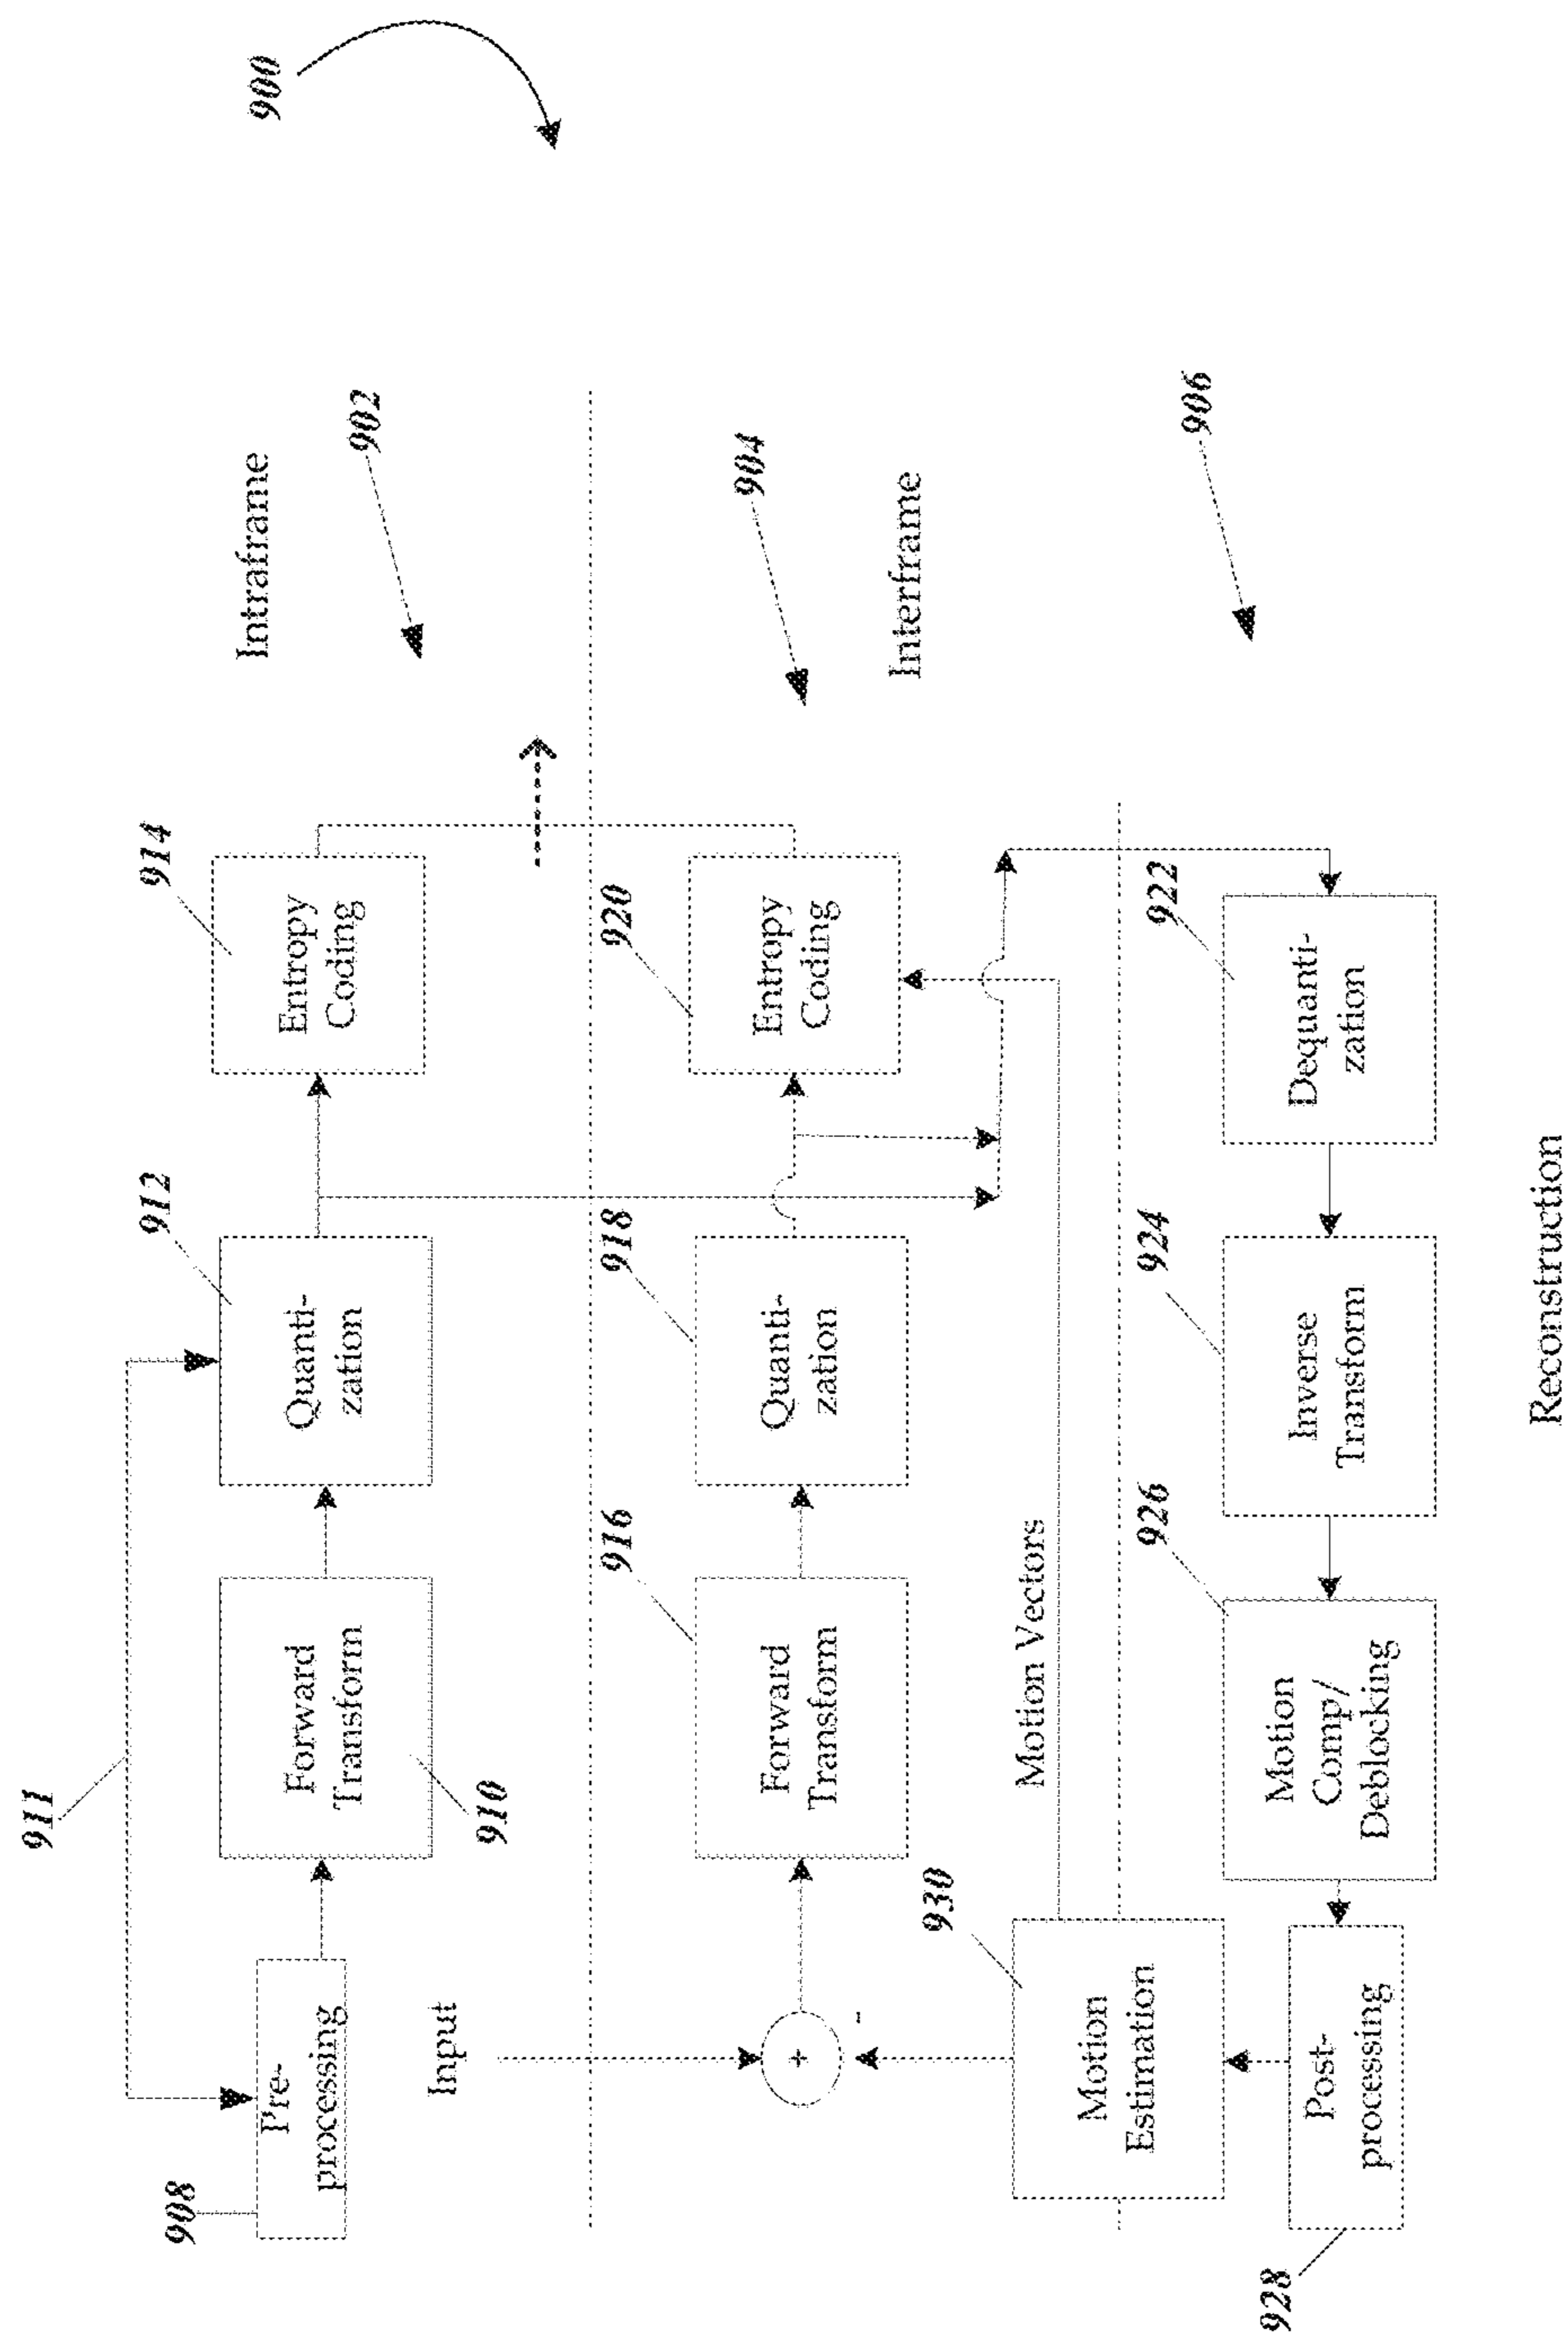 900
Intraframe
902
911
908
Pre-
processing
Forward
Transform
910
912
Quanti-
zation
914
Entropy
Coding
Input
904
Interframe
+
-
916
Forward
Transform
918
Quanti-
zation
920
Entropy
Coding
Motion Vectors
930
Motion
Estimation
906
928
Post-
processing
926
Motion
Comp/
Deblocking
924
Inverse
Transform
922
Dequanti-
zation
Reconstruction